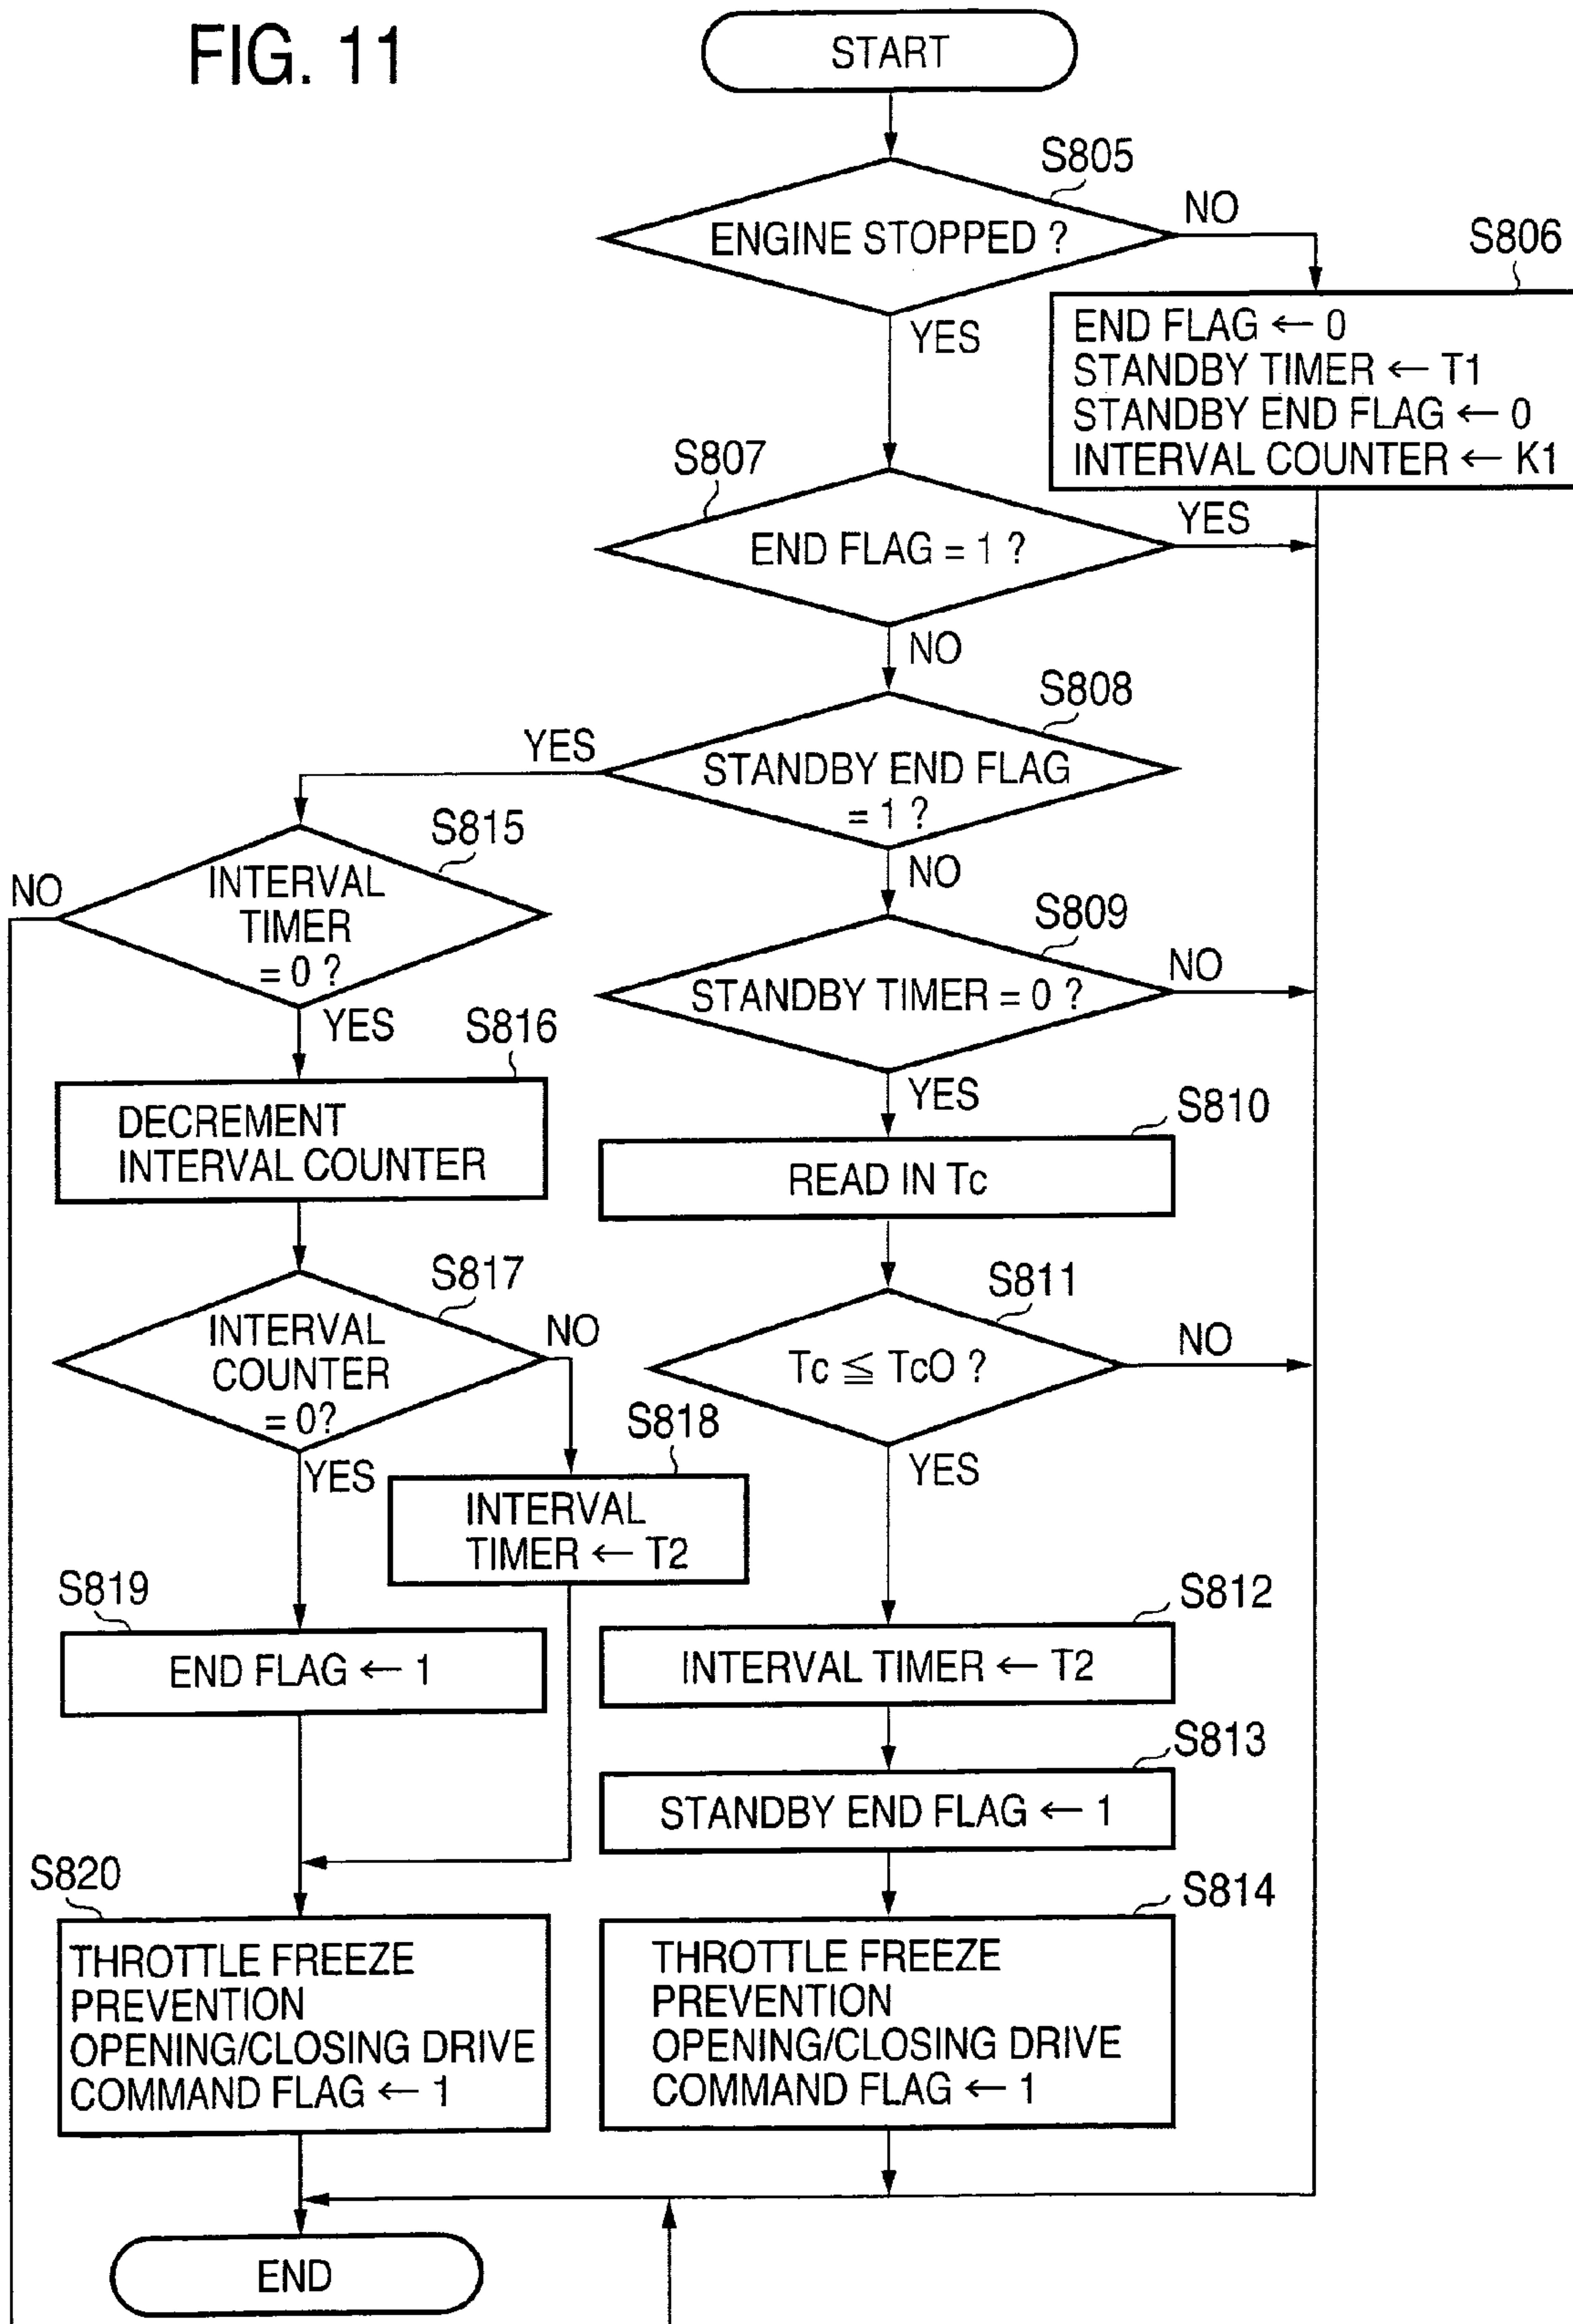 FIG. 11
START
S805
ENGINE STOPPED ?
NO
YES
S806
END FLAG ← 0
STANDBY TIMER ← T1
STANDBY END FLAG ← 0
INTERVAL COUNTER ← K1
S807
END FLAG = 1 ?
YES
NO
S808
STANDBY END FLAG
= 1 ?
YES
NO
S815
INTERVAL
TIMER
= 0 ?
NO
YES
S809
STANDBY TIMER = 0 ?
NO
YES
S816
DECREMENT
INTERVAL COUNTER
S810
READ IN Tc
S817
INTERVAL
COUNTER
= 0?
NO
YES
S811
Tc ≦ TcO ?
NO
YES
S818
INTERVAL
TIMER ← T2
S819
END FLAG ← 1
S812
INTERVAL TIMER ← T2
S813
STANDBY END FLAG ← 1
S820
THROTTLE FREEZE
PREVENTION
OPENING/CLOSING DRIVE
COMMAND FLAG ← 1
S814
THROTTLE FREEZE
PREVENTION
OPENING/CLOSING DRIVE
COMMAND FLAG ← 1
END